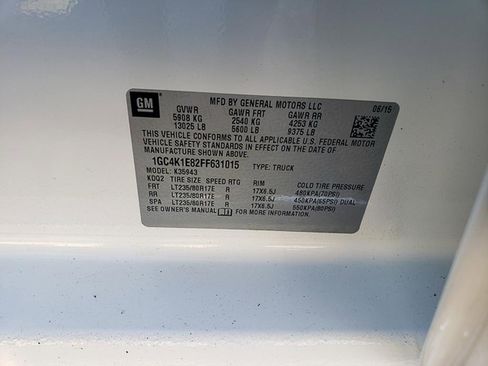 GM
MFD BY GENERAL MOTORS LLC 06/15
GVWR GAWR FRT GAWR RR
5908 KG 2540 KG 4253 KG
13025 LB 5600 LB 9375 LB
THIS VEHICLE CONFORMS TO ALL APPLICABLE U.S. FEDERAL MOTOR
VEHICLE SAFETY STANDARDS IN EFFECT ON THE DATE OF
MANUFACTURE SHOWN ABOVE.
1GC4K1E82FF631015 TYPE: TRUCK
MODEL: K35943
KDQ2 TIRE SIZE SPEED RTG RIM COLD TIRE PRESSURE
FRT LT235/80R17E R 17X6.5J 480KPA(70PSI)
RR LT235/80R17E R 17X6.5J 450KPA(65PSI) DUAL
SPA LT235/80R17E R 17X6.5J 550KPA(80PSI)
SEE OWNER'S MANUAL FOR MORE INFORMATION.